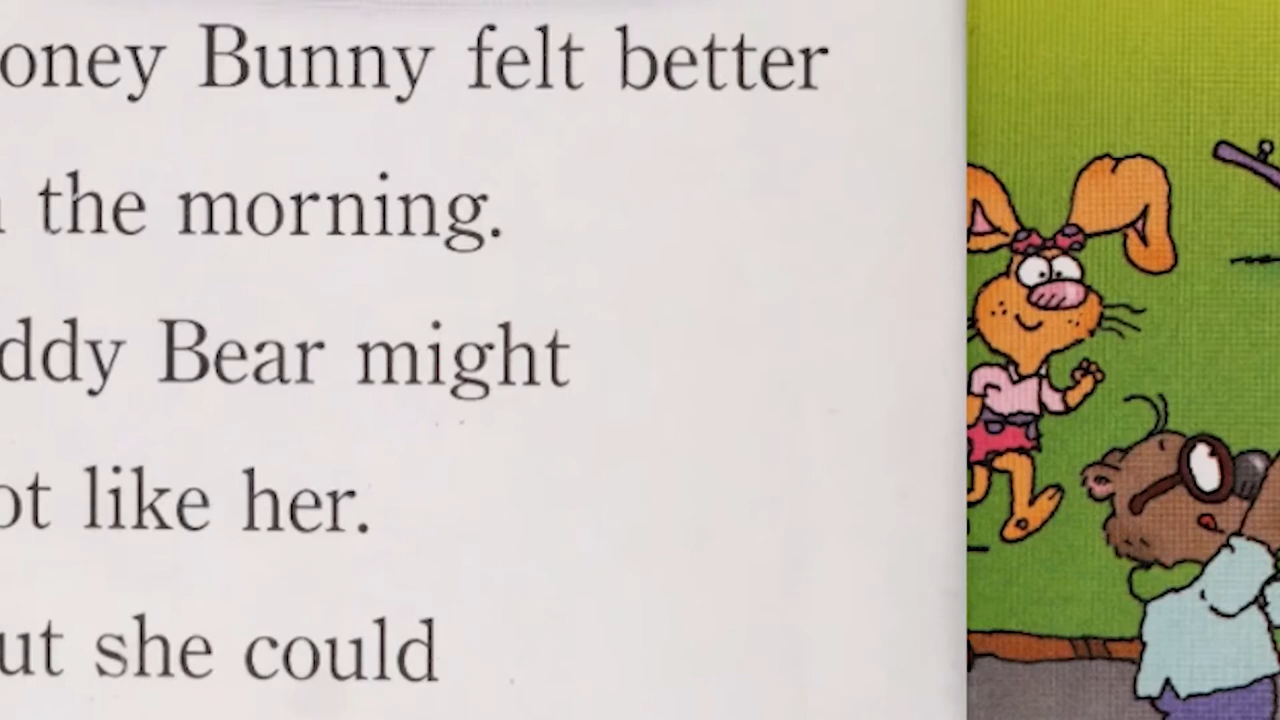 oney Bunny felt better
the morning.
ddy Bear might
ot like her.
ut she could